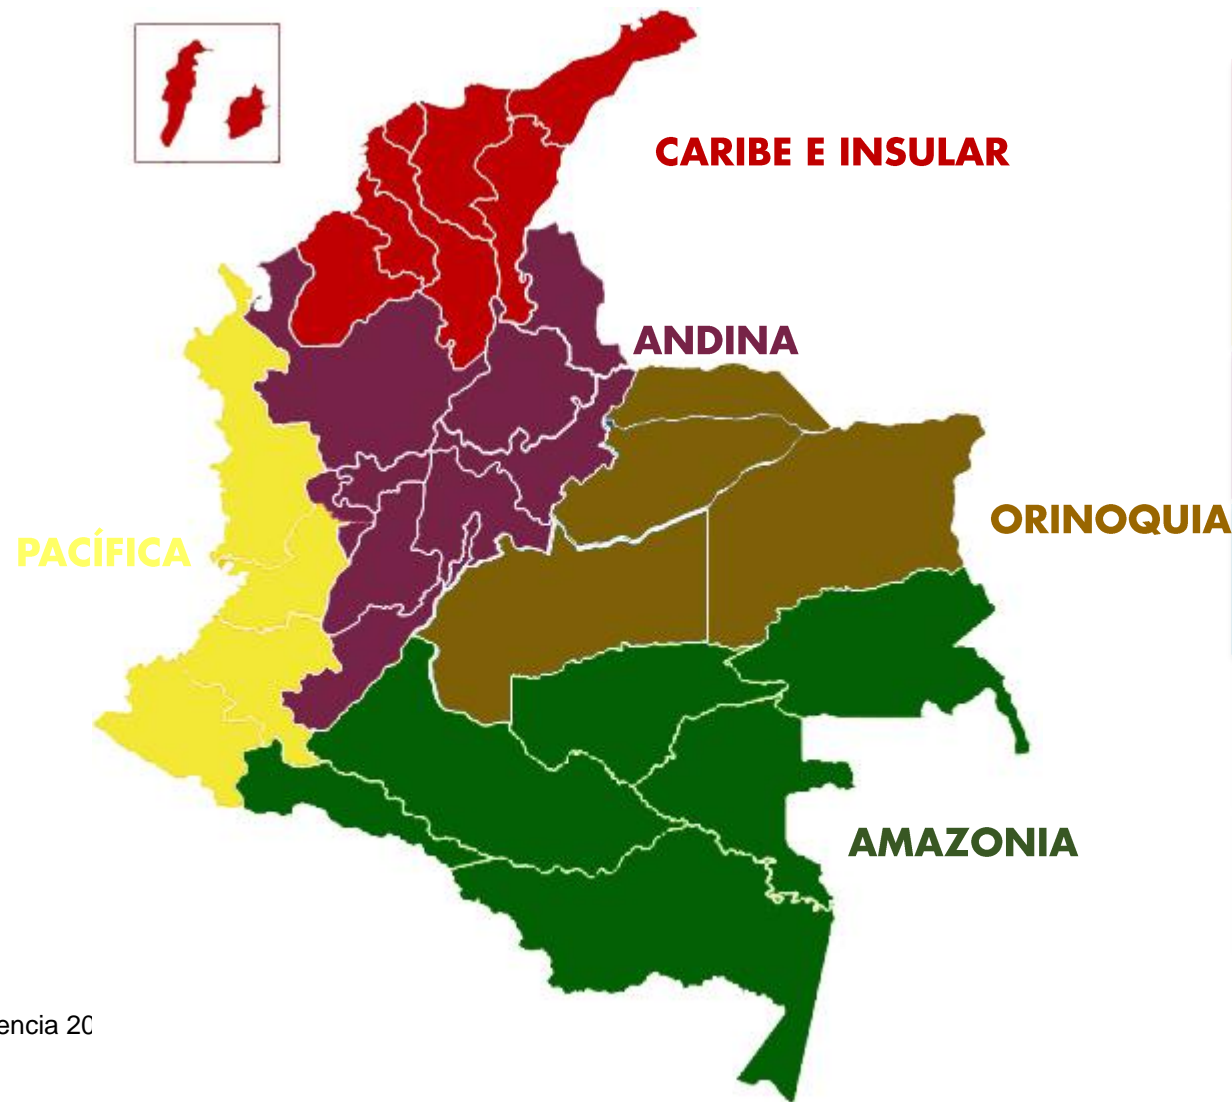 CARIBE E INSULAR
ANDINA
ORINOQUIA
PACÍFICA
AMAZONIA
encia 20